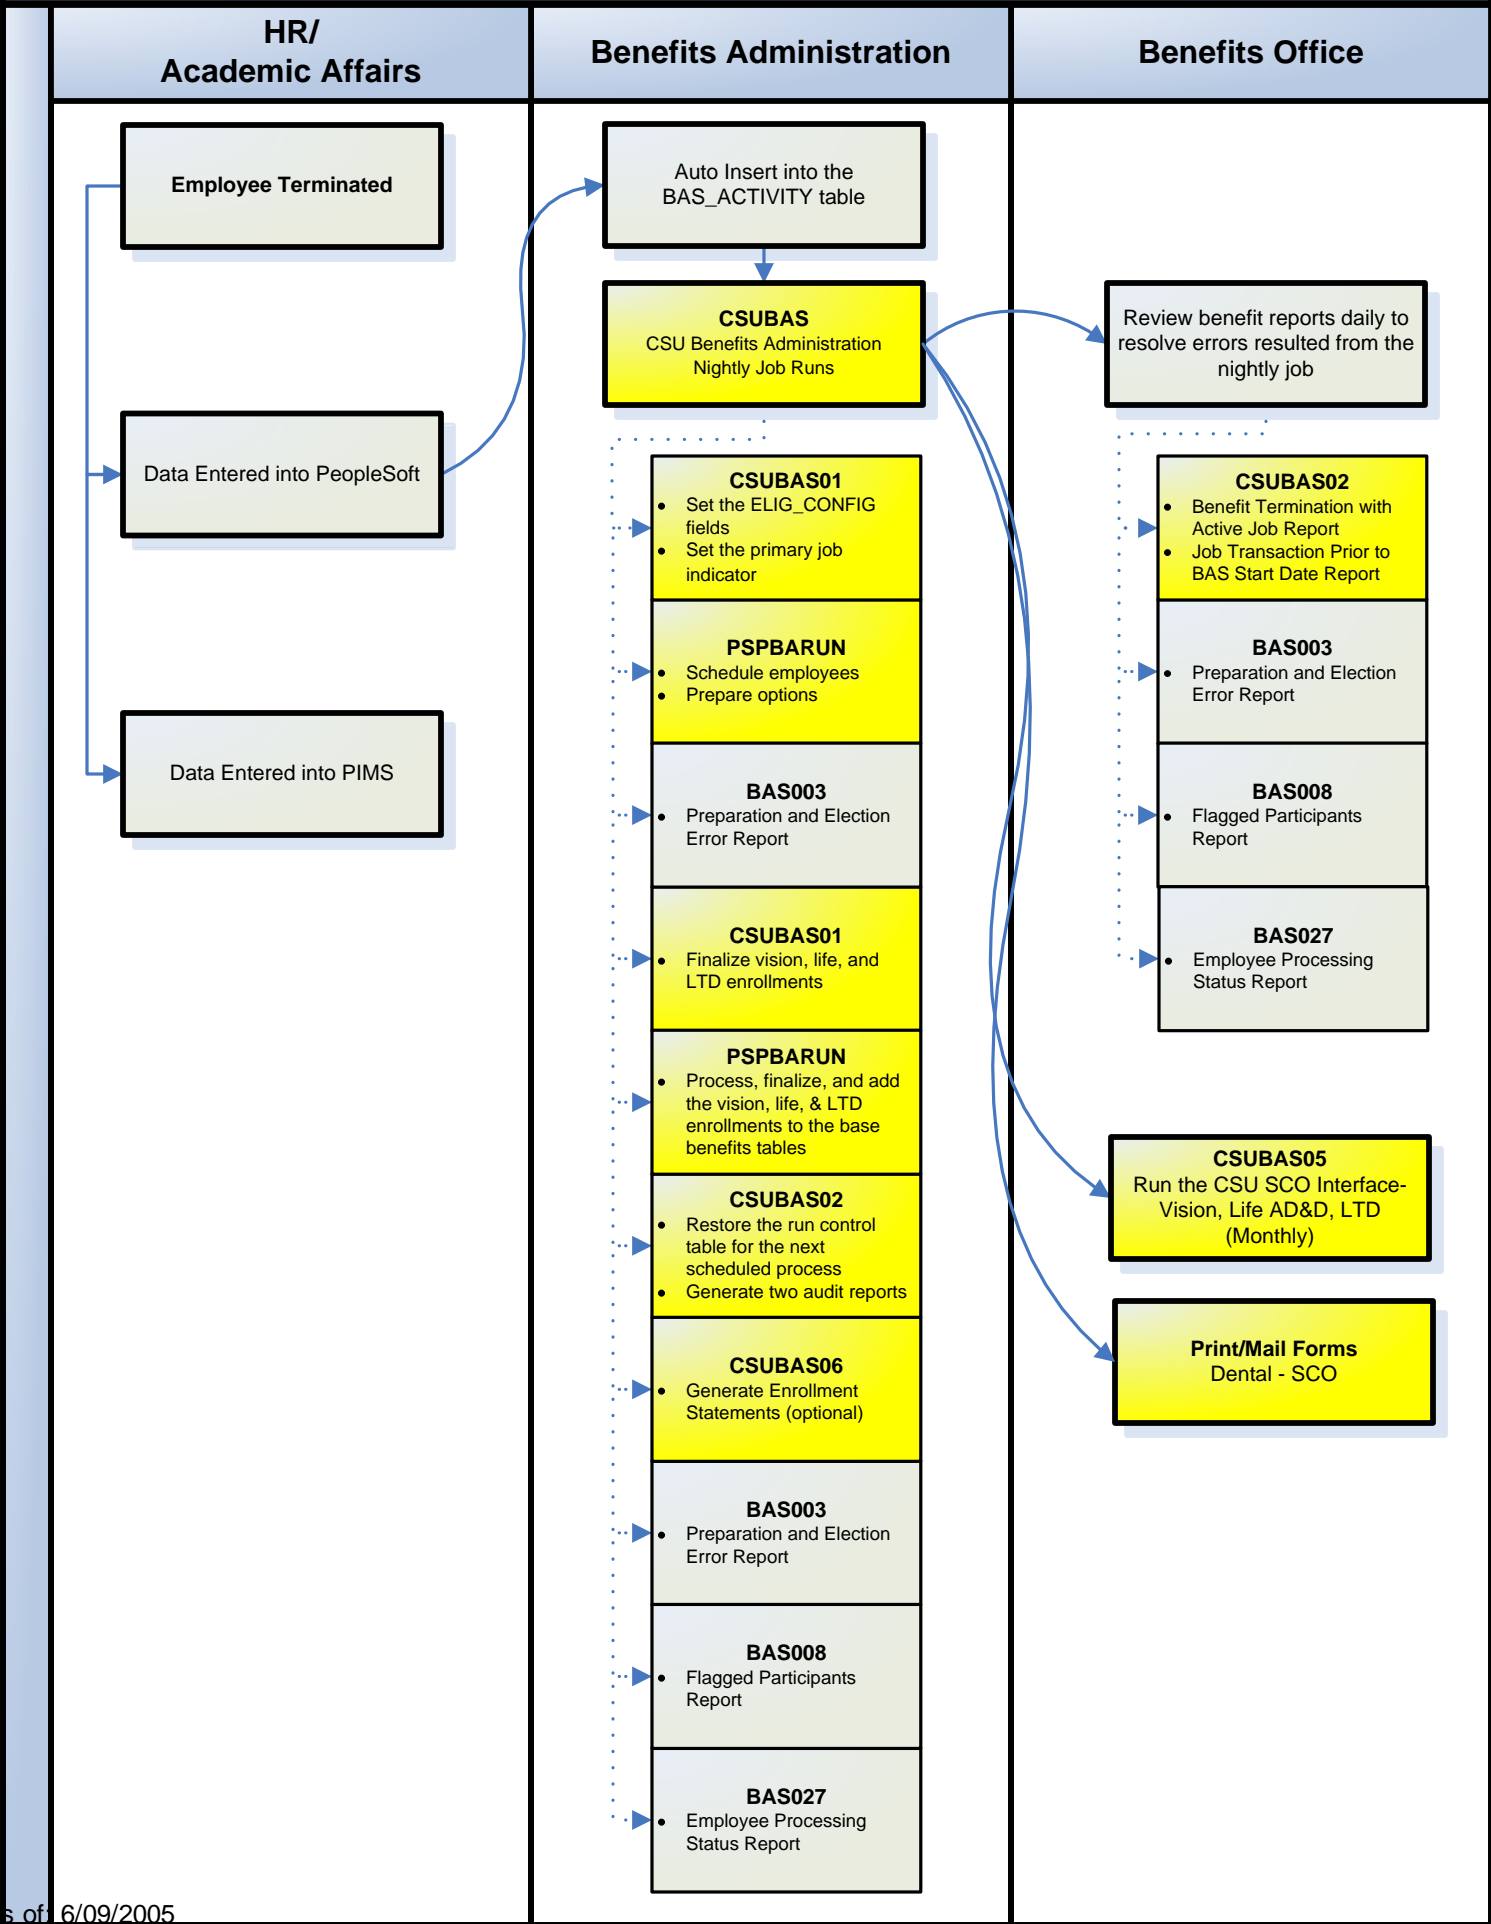 HR/
Academic Affairs
Benefits Administration
Benefits Office
Employee Terminated
Data Entered into PeopleSoft
Data Entered into PIMS
Auto Insert into the
BAS_ACTIVITY table
CSUBAS
CSU Benefits Administration
Nightly Job Runs
CSUBAS01
• Set the ELIG_CONFIG
fields
• Set the primary job
indicator
PSPBARUN
• Schedule employees
• Prepare options
BAS003
• Preparation and Election
Error Report
CSUBAS01
• Finalize vision, life, and
LTD enrollments
PSPBARUN
• Process, finalize, and add
the vision, life, & LTD
enrollments to the base
benefits tables
CSUBAS02
• Restore the run control
table for the next
scheduled process
• Generate two audit reports
CSUBAS06
• Generate Enrollment
Statements (optional)
BAS003
• Preparation and Election
Error Report
BAS008
• Flagged Participants
Report
BAS027
• Employee Processing
Status Report
Review benefit reports daily to
resolve errors resulted from the
nightly job
CSUBAS02
• Benefit Termination with
Active Job Report
• Job Transaction Prior to
BAS Start Date Report
BAS003
• Preparation and Election
Error Report
BAS008
• Flagged Participants
Report
BAS027
• Employee Processing
Status Report
CSUBAS05
Run the CSU SCO Interface-
Vision, Life AD&D, LTD
(Monthly)
Print/Mail Forms
Dental - SCO
s of: 6/09/2005